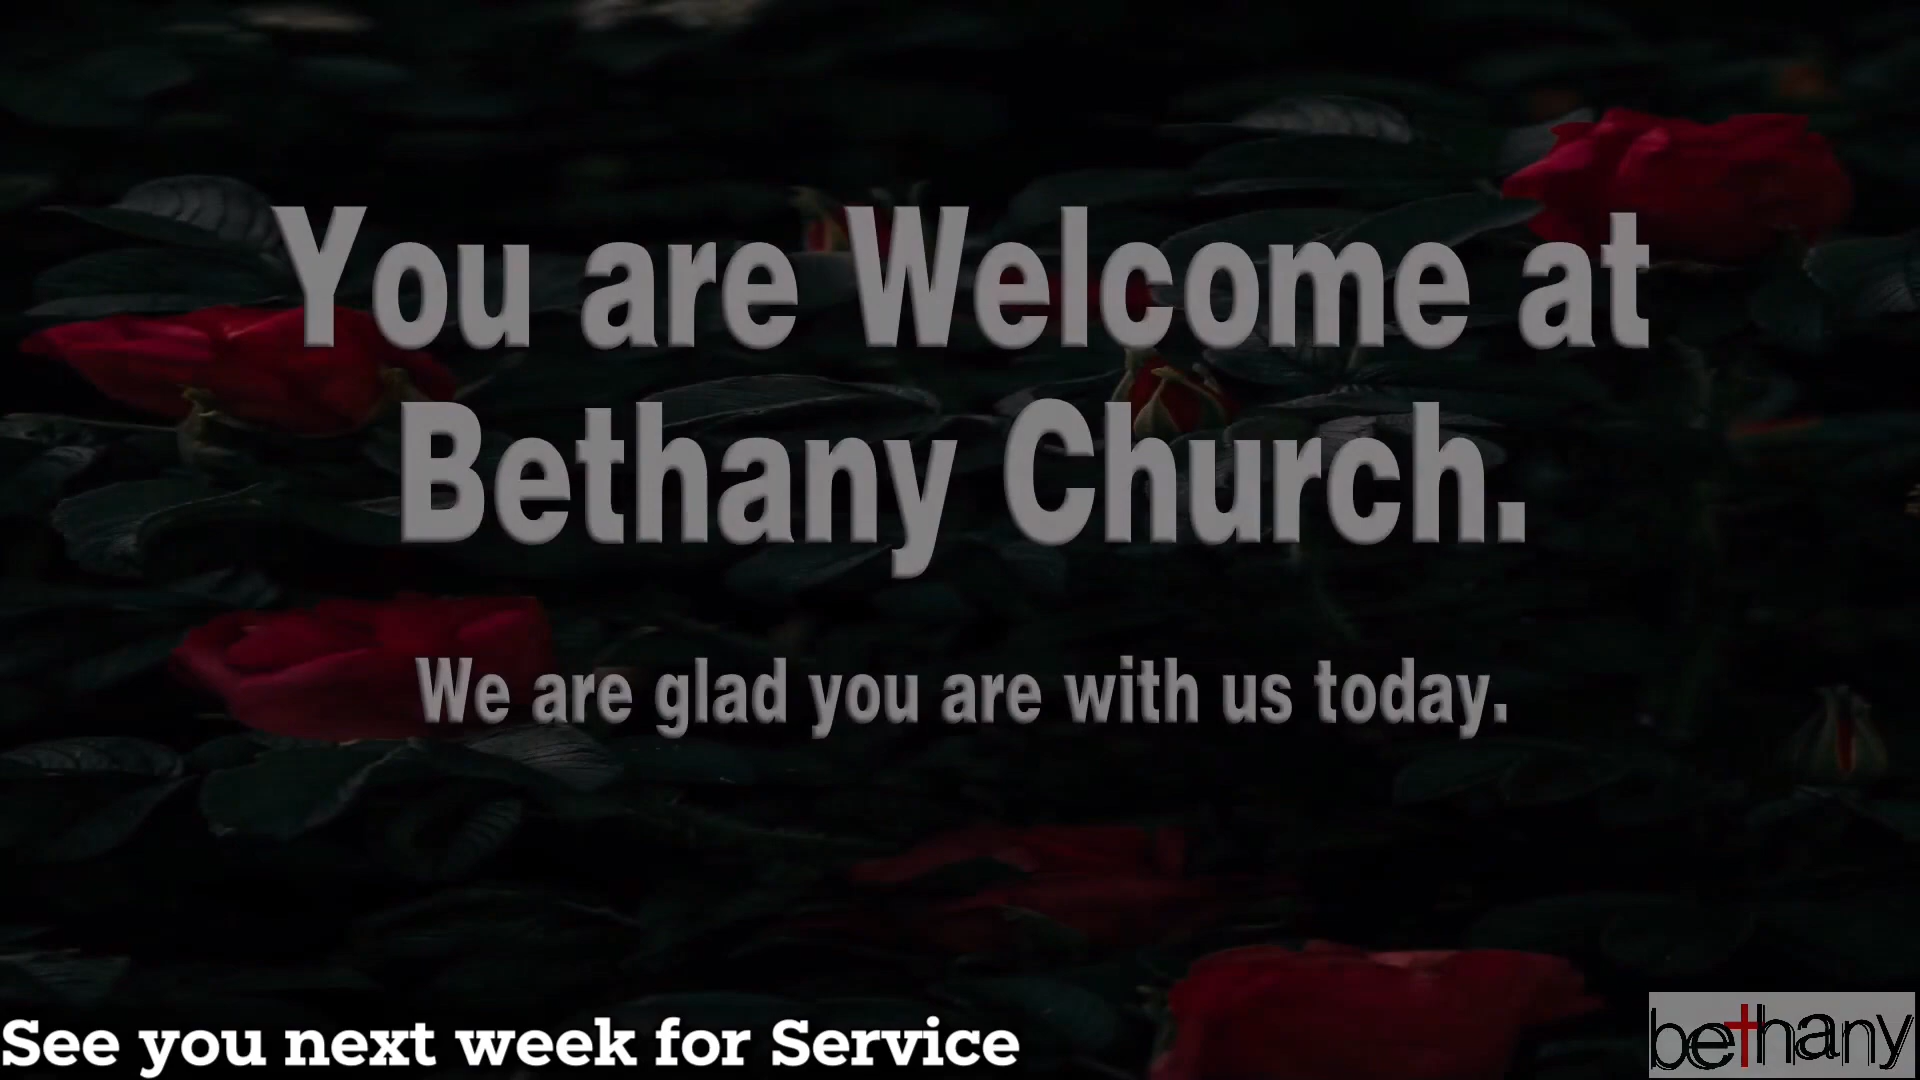 You are Welcome at
Bethany Church.
We are glad you are with us today.
See you next week for Service
bethany